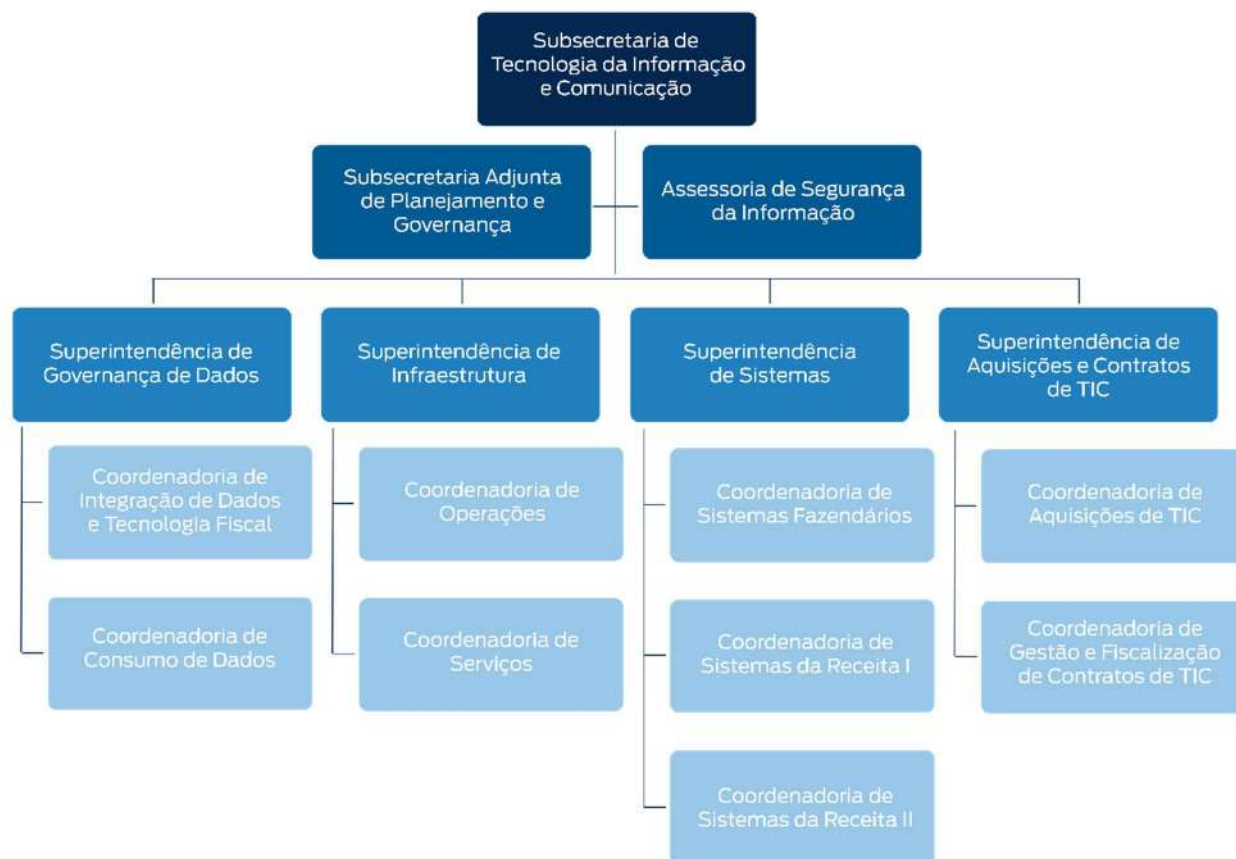 Subsecretaria de
Tecnologia da Informação
e Comunicação
Subsecretaria Adjunta
de Planejamento e
Governança
Assessoria de Segurança
da Informação
Superintendência de
Governança de Dados
Superintendência de
Infraestrutura
Superintendência
de Sistemas
Superintendência de
Aquisições e Contratos
de TIC
Coordenadoria de
Integração de Dados
e Tecnologia Fiscal
Coordenadoria de
Operações
Coordenadoria de
Sistemas Fazendários
Coordenadoria de
Aquisições de TIC
Coordenadoria de
Consumo de Dados
Coordenadoria de
Serviços
Coordenadoria de
Sistemas da Receita I
Coordenadoria de
Gestão e Fiscalização
de Contratos de TIC
Coordenadoria de
Sistemas da Receita II